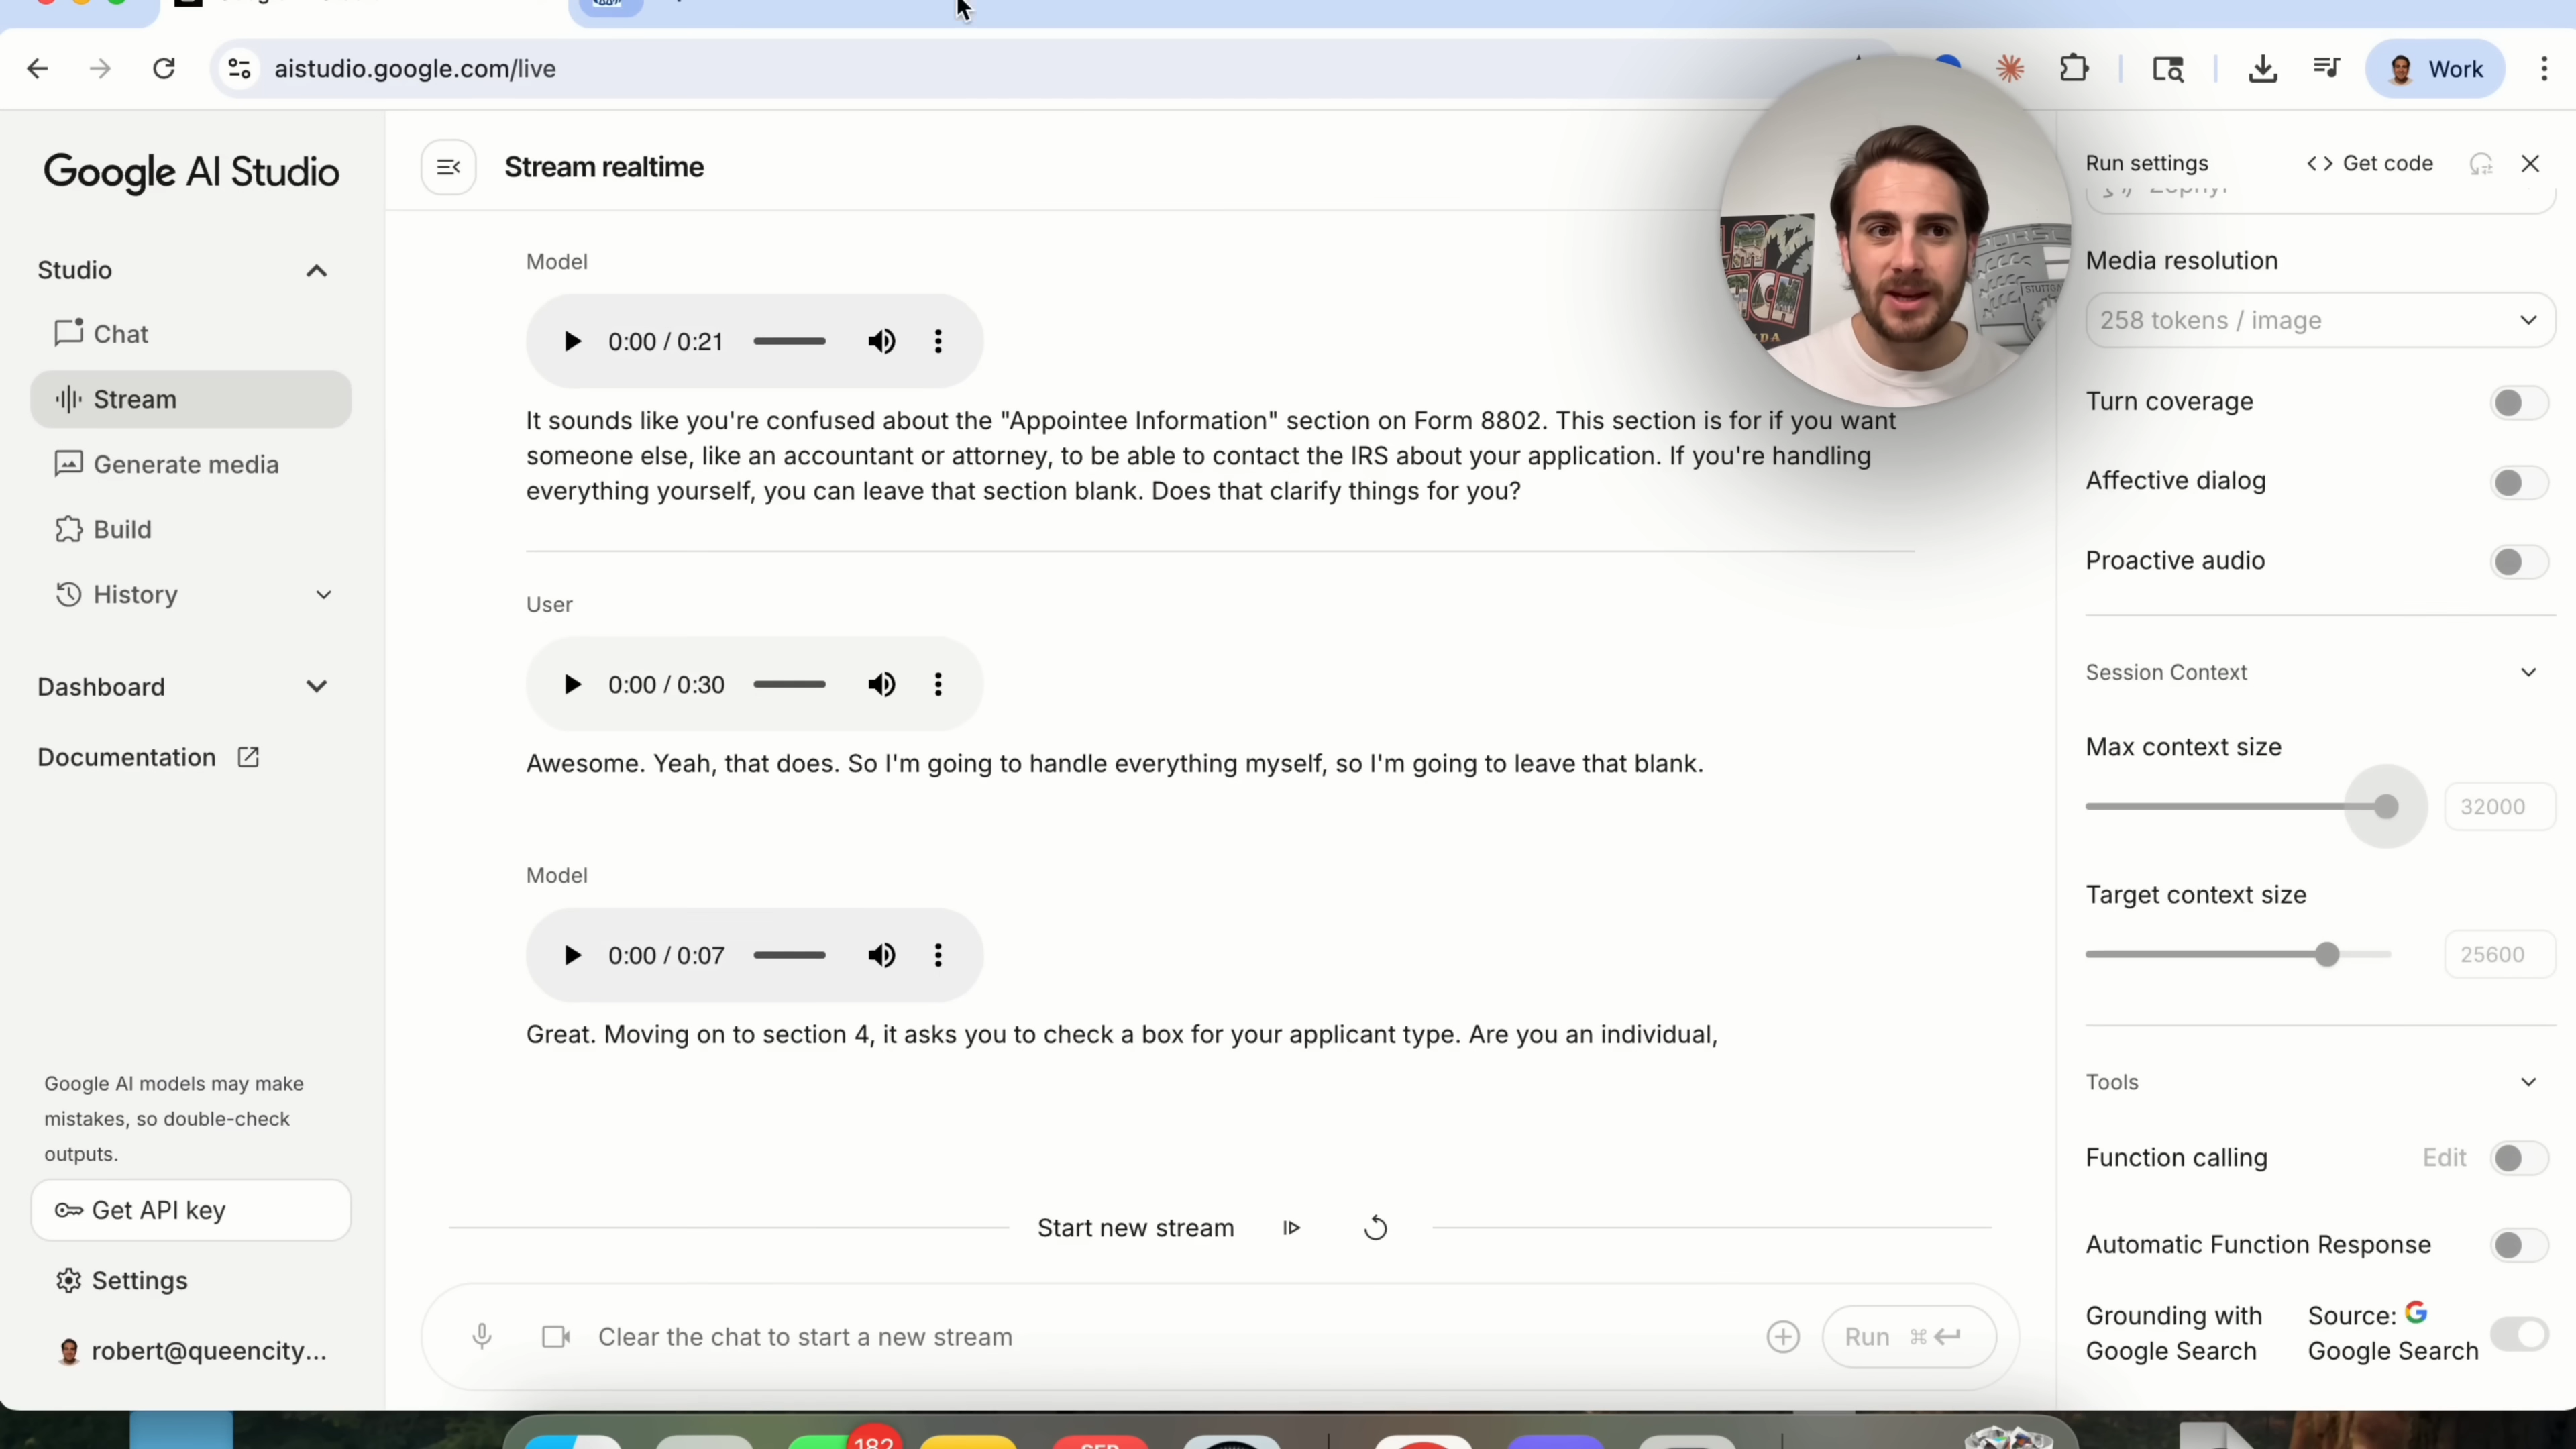 aistudio.google.com/live
Work
Google AI Studio
Studio
Chat
Stream
Generate media
Build
History
Dashboard
Documentation
Google AI models may make
mistakes, so double-check
outputs.
Get API key
Settings
robert@queencity...
Stream realtime
Model
0:00 / 0:21
It sounds like you're confused about the "Appointee Information" section on Form 8802. This section is for if you want
someone else, like an accountant or attorney, to be able to contact the IRS about your application. If you're handling
everything yourself, you can leave that section blank. Does that clarify things for you?
User
0:00 / 0:30
Awesome. Yeah, that does. So I'm going to handle everything myself, so I'm going to leave that blank.
Model
0:00 / 0:07
Great. Moving on to section 4, it asks you to check a box for your applicant type. Are you an individual,
Start new stream
Clear the chat to start a new stream
Run ⌘
Run settings
<> Get code
Zephyr
Media resolution
258 tokens / image
Turn coverage
Affective dialog
Proactive audio
Session Context
Max context size
32000
Target context size
25600
Tools
Function calling
Edit
Automatic Function Response
Grounding with
Google Search
Source: G
Google Search
182
SEP